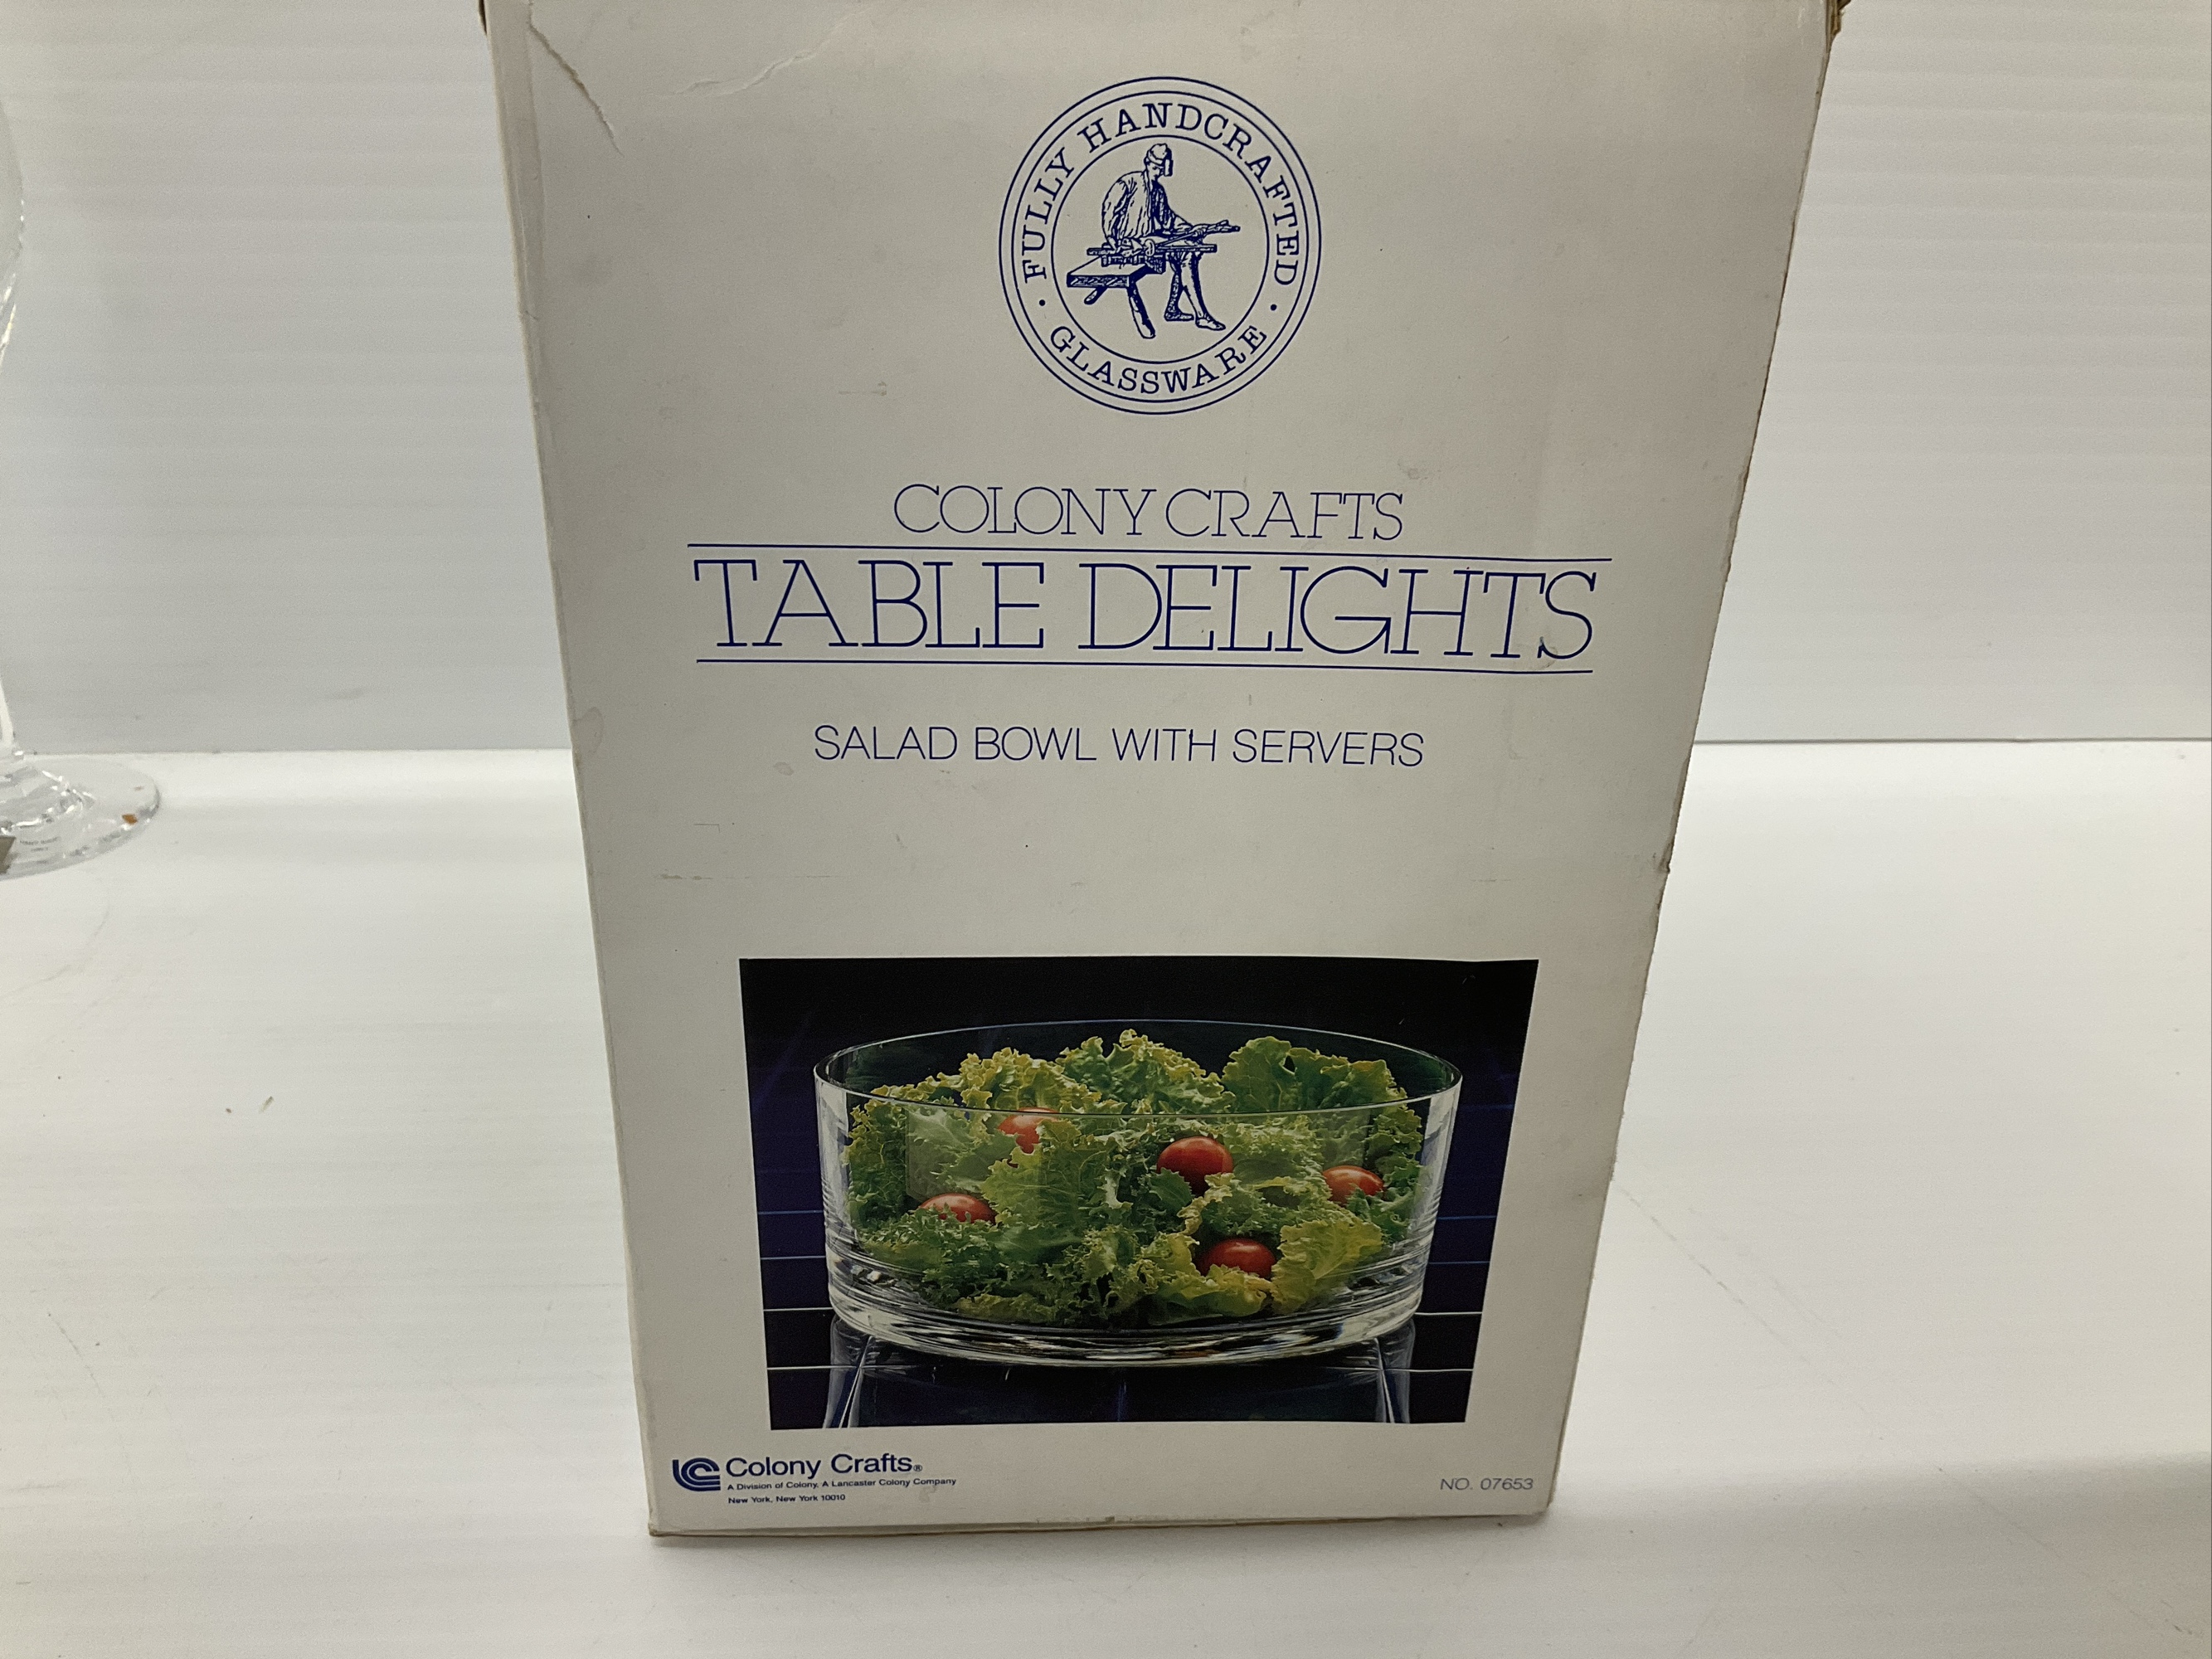 FULLY HANDCRAFTED
GLASSWARE
COLONY CRAFTS
TABLE DELIGHTS
SALAD BOWL WITH SERVERS
Colony Crafts®
A Division of Colony, A Lancaster Colony Company
New York, New York 10010
NO. 07653